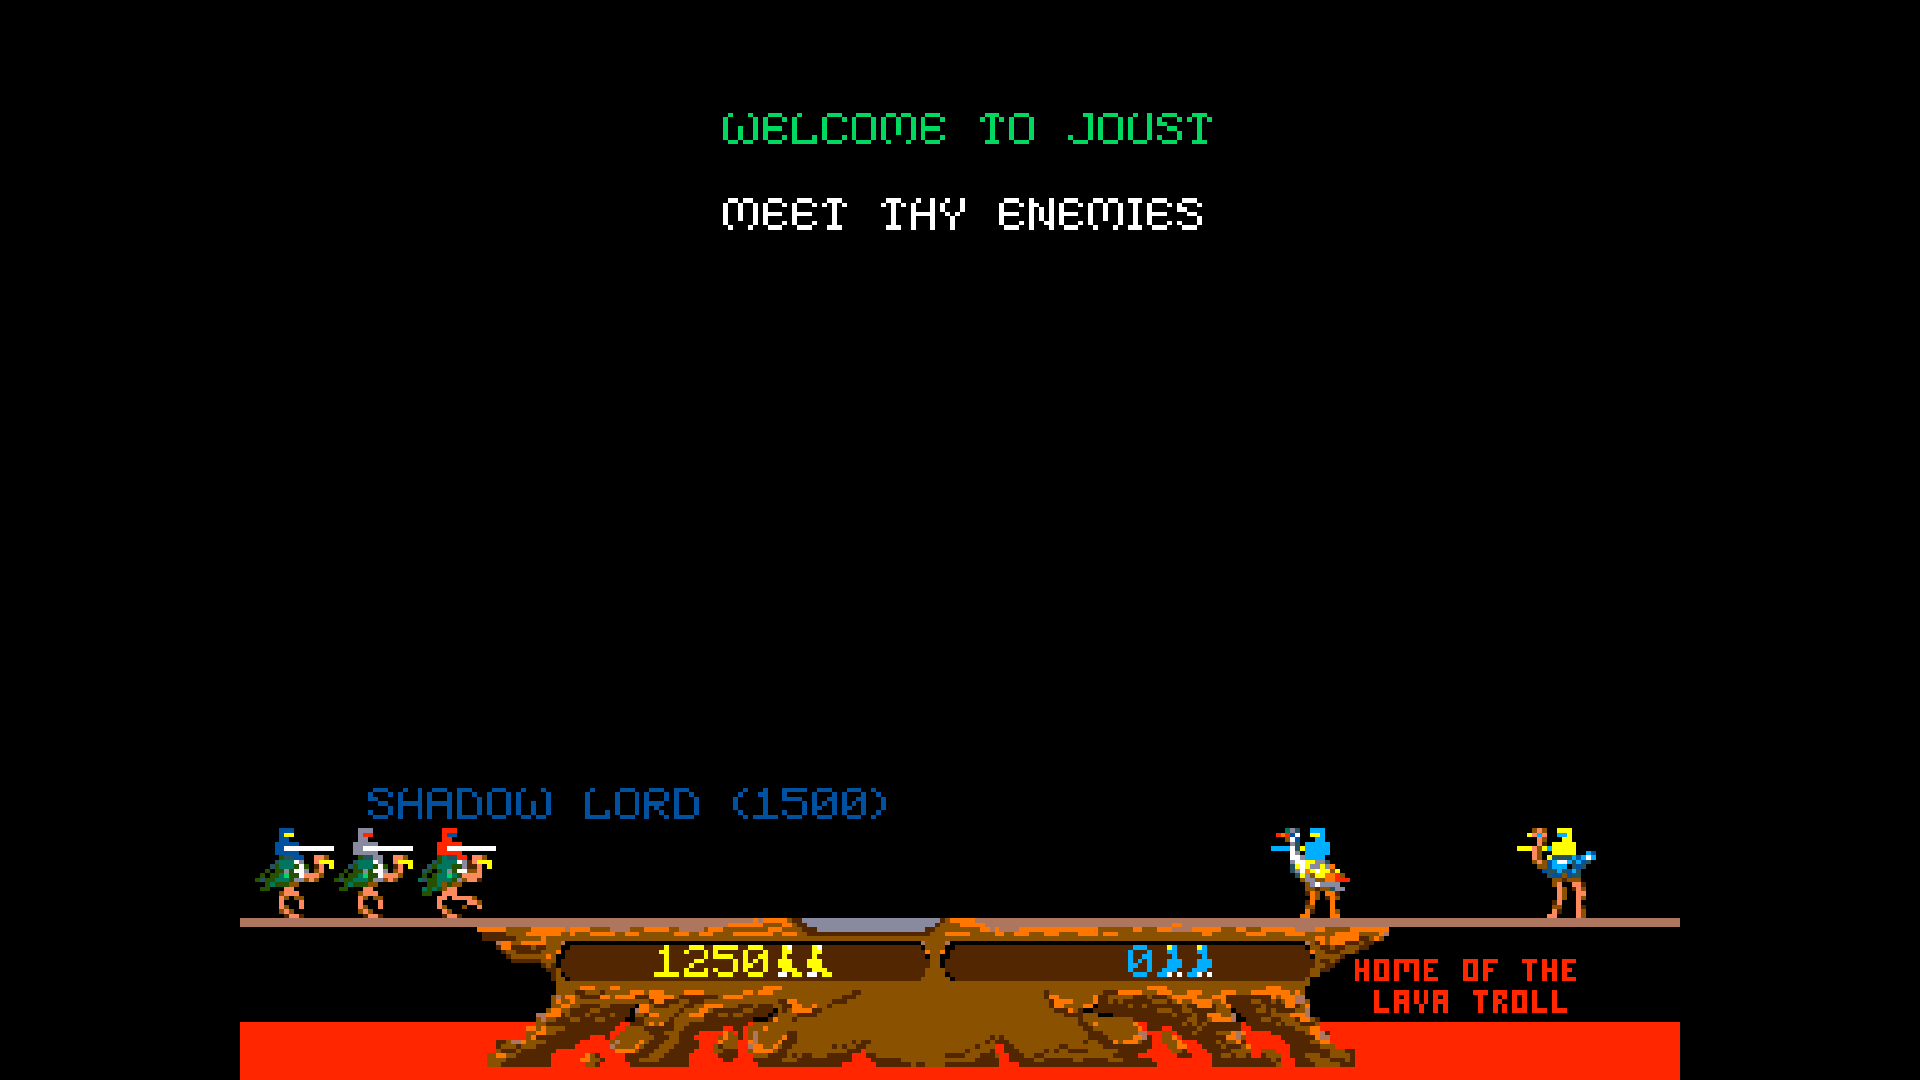 WELCOME TO JOUST
MEET THY ENEMIES
SHADOW LORD (1500)
1250 0
HOME OF THE
LAVA TROLL